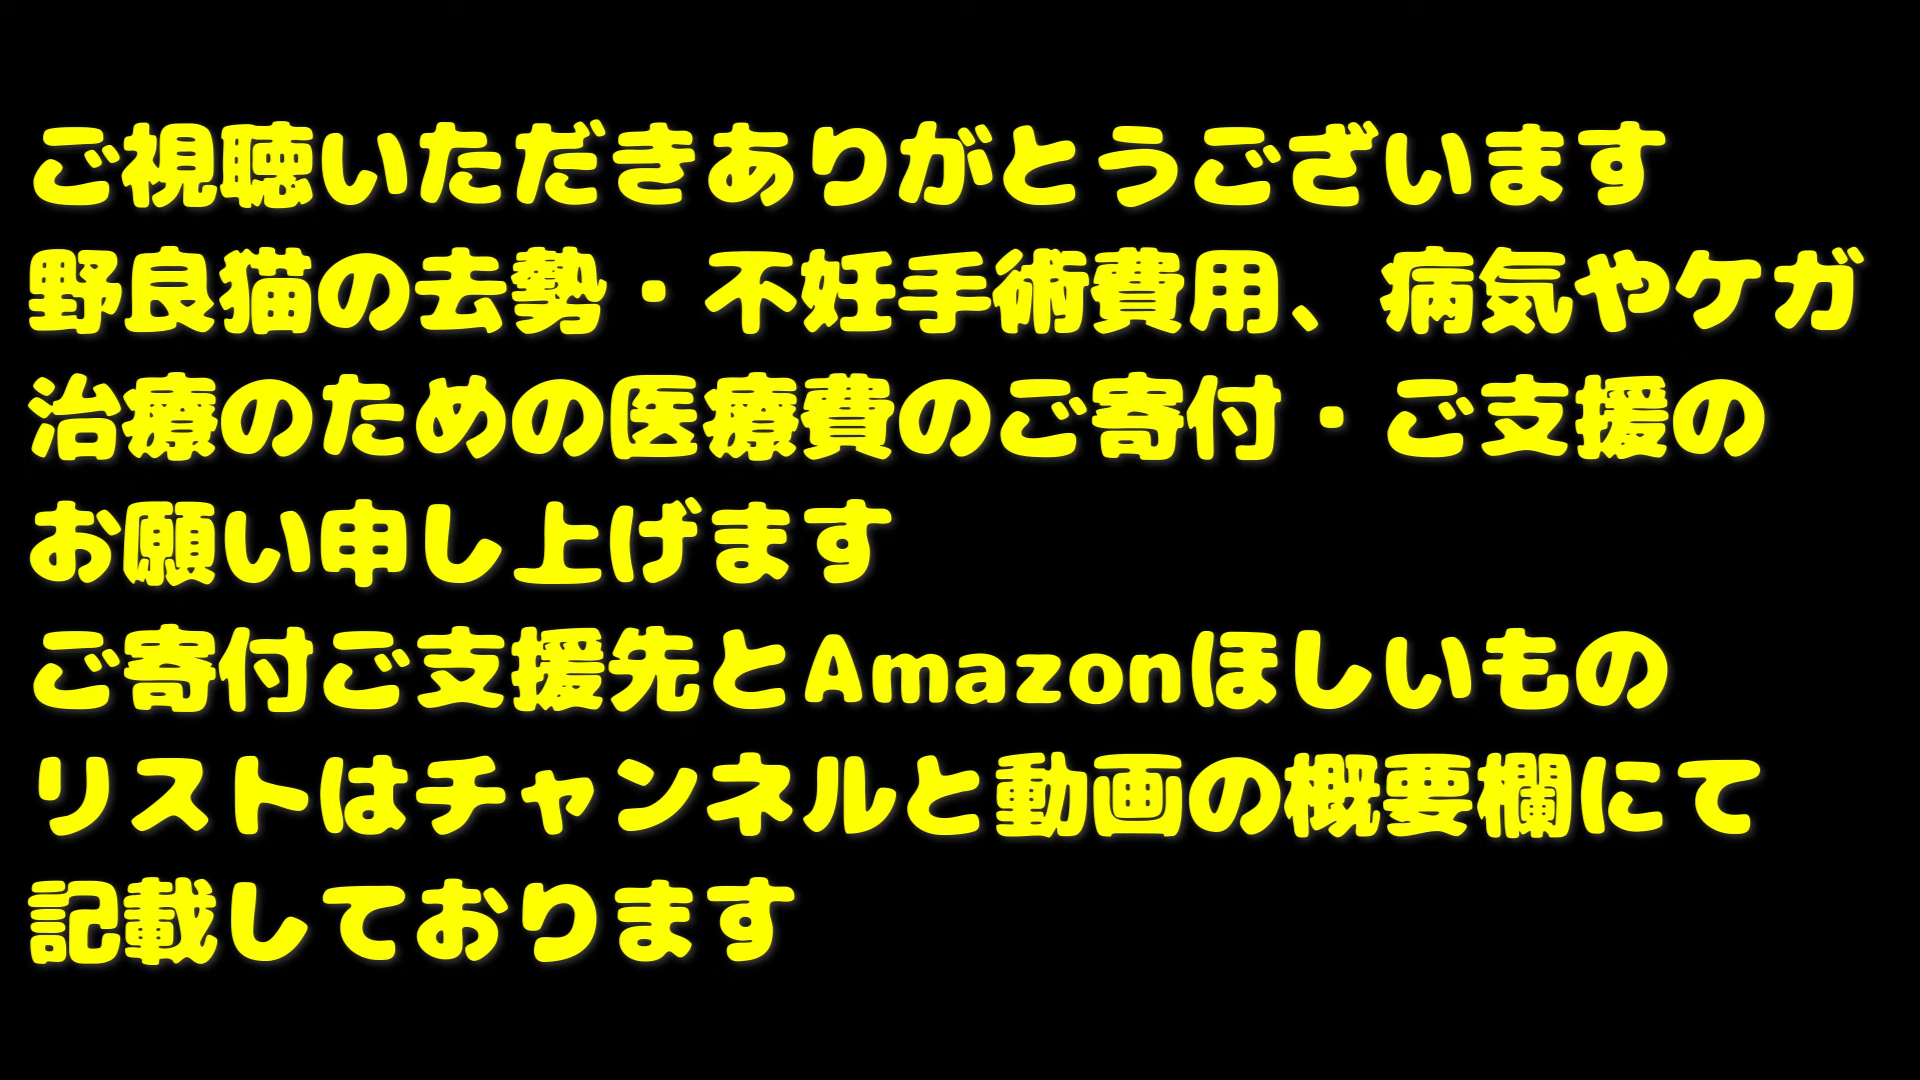 ご視聴いただきありがとうございます
野良猫の去勢・不妊手術費用、病気やケガ
治療のための医療費のご寄付・ご支援の
お願い申し上げます
ご寄付ご支援先とAmazonほしいもの
リストはチャンネルと動画の概要欄にて
記載しております